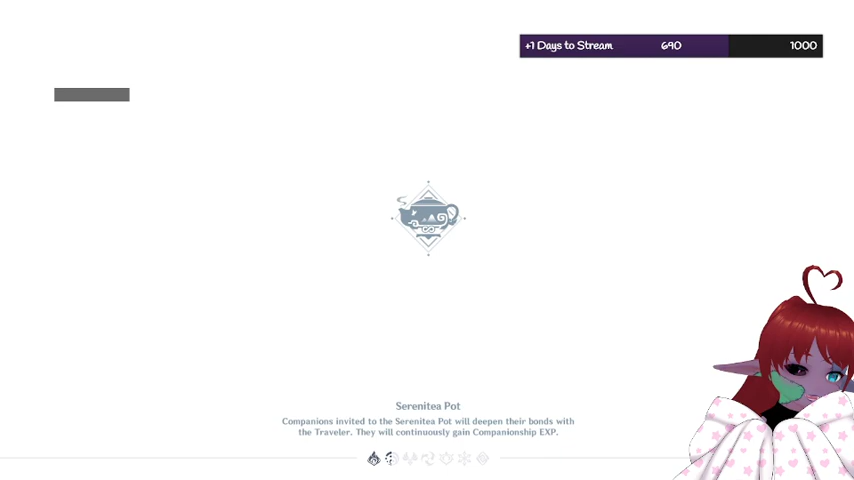 +1 Days to Stream 690 1000
Serenitea Pot
Companions invited to the Serenitea Pot will deepen their bonds with
the Traveler. They will continuously gain Companionship EXP.